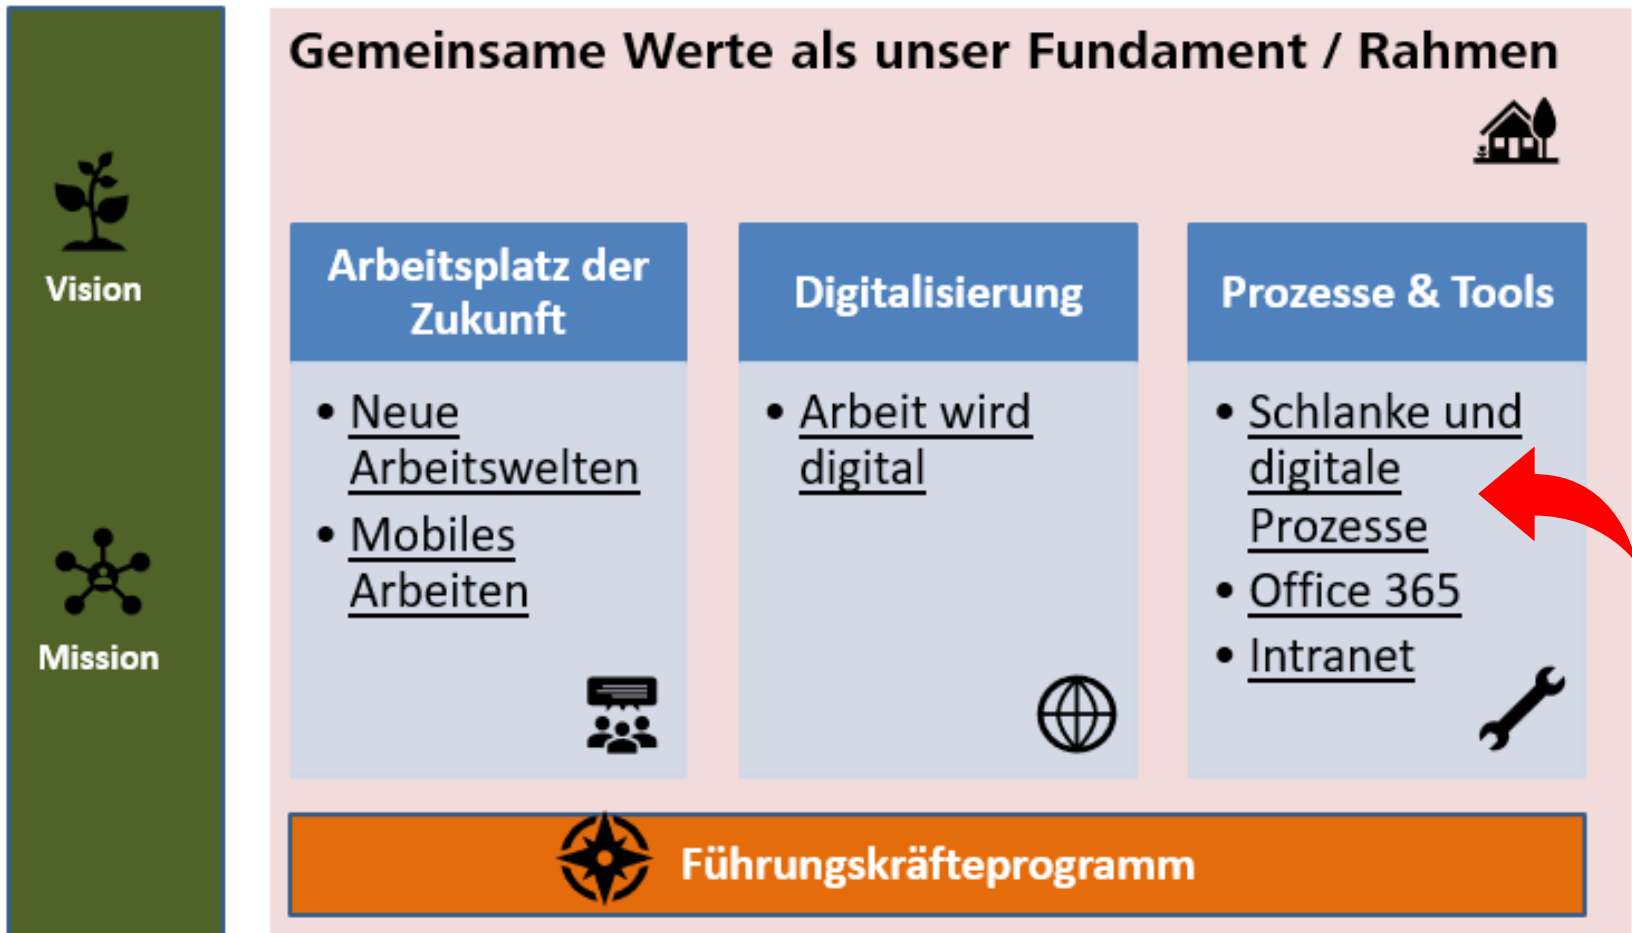 Gemeinsame Werte als unser Fundament / Rahmen
Vision
Mission
Arbeitsplatz der
Zukunft
• Neue
Arbeitswelten
• Mobiles
Arbeiten
Digitalisierung
• Arbeit wird
digital
Prozesse & Tools
• Schlanke und
digitale
Prozesse
• Office 365
• Intranet
Führungskräfteprogramm